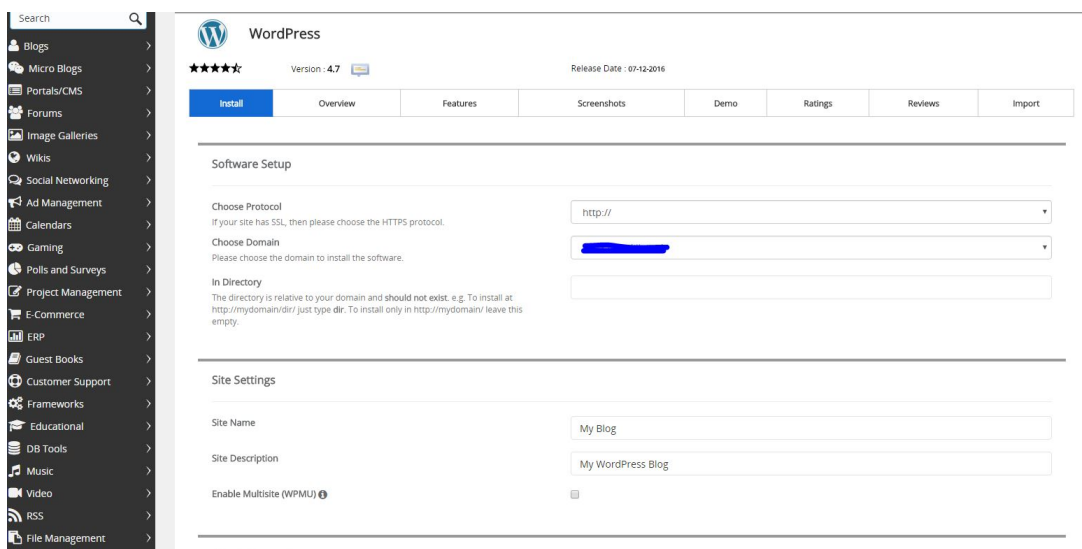 Search
Blogs
Micro Blogs
Portals/CMS
Forums
Image Galleries
Wikis
Social Networking
Ad Management
Calendars
Gaming
Polls and Surveys
Project Management
E-Commerce
ERP
Guest Books
Customer Support
Frameworks
Educational
DB Tools
Music
Video
RSS
File Management
WordPress
Version : 4.7
Release Date : 07-12-2016
Install Overview Features Screenshots Demo Ratings Reviews Import
Software Setup
Choose Protocol
If your site has SSL, then please choose the HTTPS protocol.
http://
Choose Domain
Please choose the domain to install the software.
In Directory
The directory is relative to your domain and should not exist. e.g. To install at
http://mydomain/dir/ just type dir. To install only in http://mydomain/ leave this
empty.
Site Settings
Site Name
My Blog
Site Description
My WordPress Blog
Enable Multisite (WPMU)